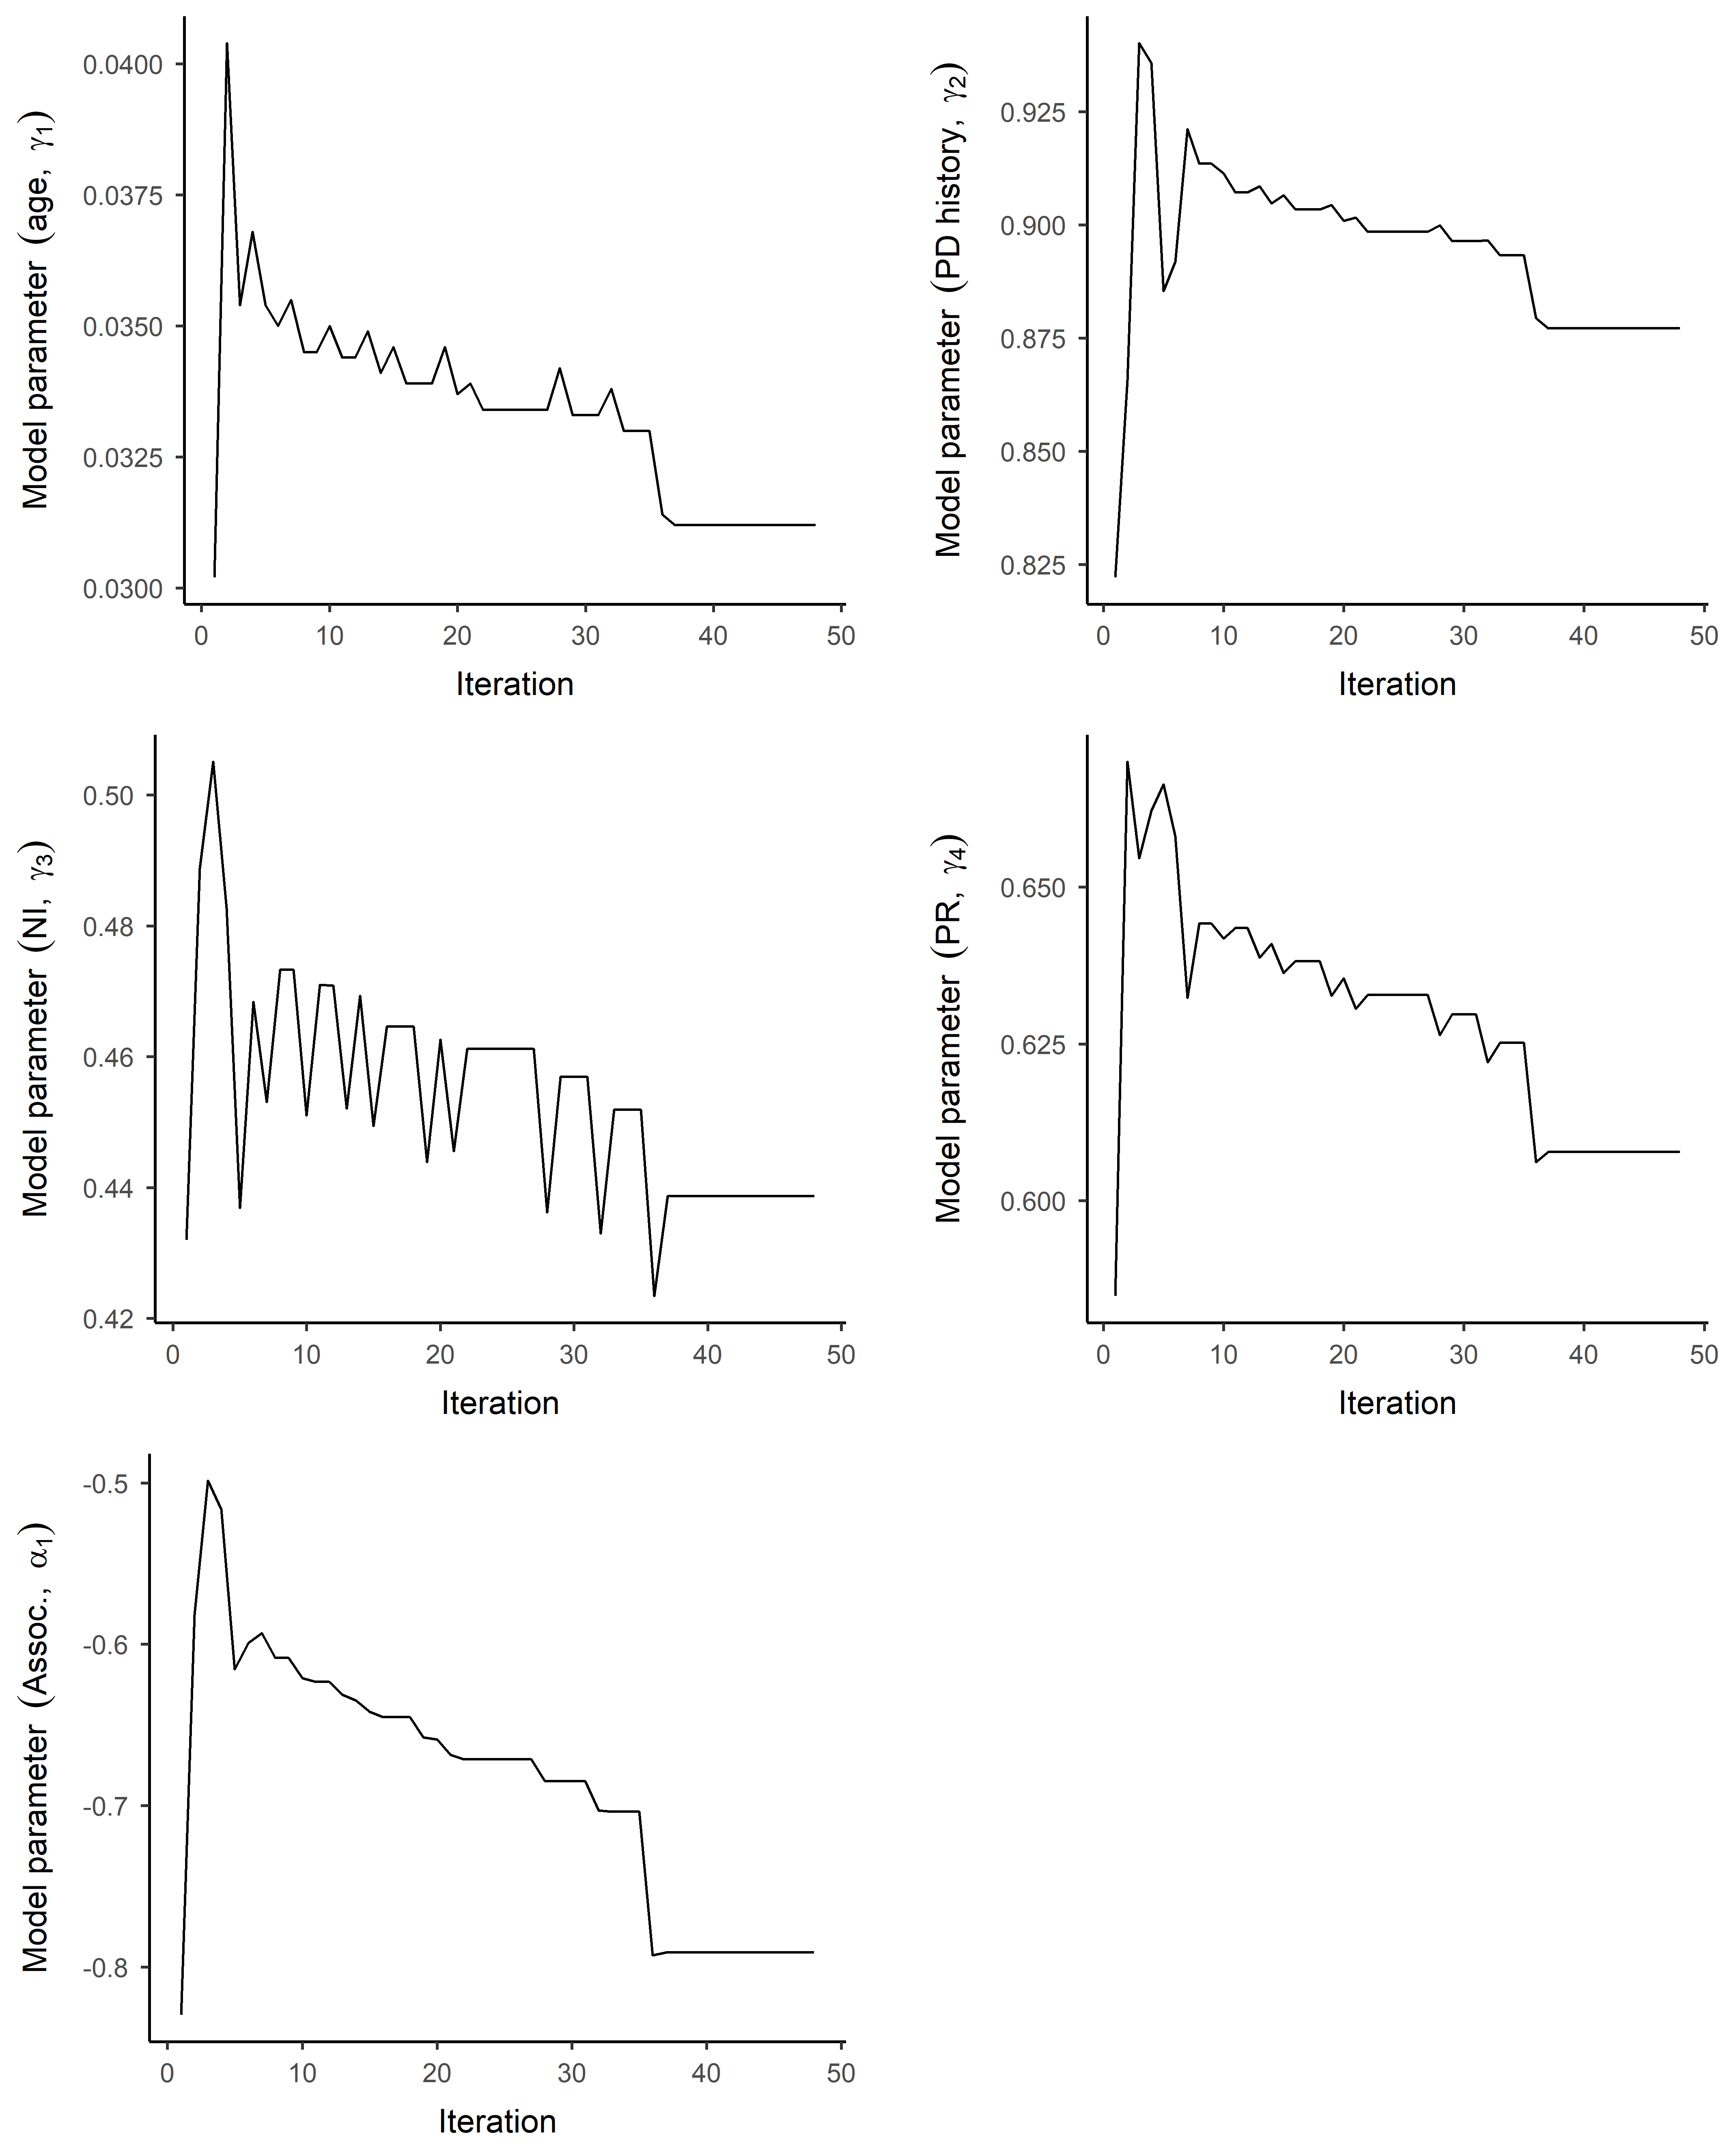 Model parameter (age, γ1)
0.0400
0.0375
0.0350
0.0325
0.0300
0 10 20 30 40 50
Iteration
Model parameter (PD history, γ2)
0.925
0.900
0.875
0.850
0.825
0 10 20 30 40 50
Iteration
Model parameter (NI, γ3)
0.50
0.48
0.46
0.44
0.42
0 10 20 30 40 50
Iteration
Model parameter (PR, γ4)
0.650
0.625
0.600
0 10 20 30 40 50
Iteration
Model parameter (Assoc., α1)
-0.5
-0.6
-0.7
-0.8
0 10 20 30 40 50
Iteration